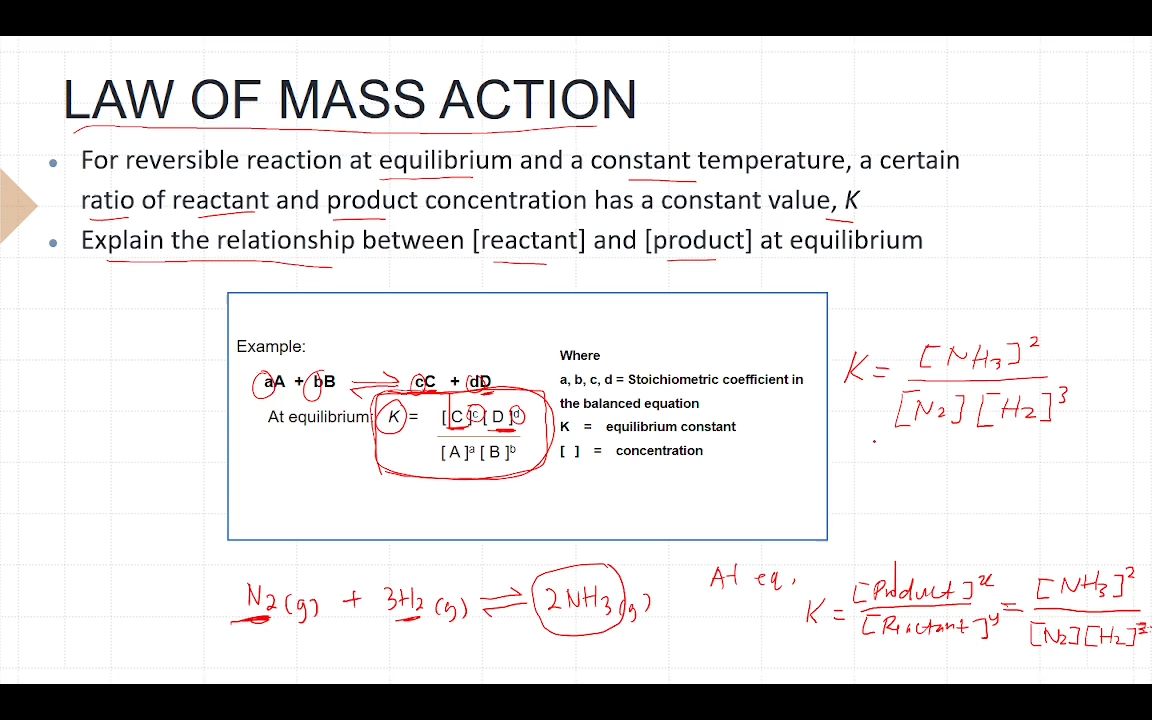 LAW OF MASS ACTION
• For reversible reaction at equilibrium and a constant temperature, a certain
ratio of reactant and product concentration has a constant value, K
• Explain the relationship between [reactant] and [product] at equilibrium
Example:
aA + bB ⇌ cC + dD
At equilibrium: K = [ C ]ᶜ [ D ]ᵈ
[ A ]ᵃ [ B ]ᵇ
Where
a, b, c, d = Stoichiometric coefficient in
the balanced equation
K = equilibrium constant
[ ] = concentration
K = [NH₃]²
[N₂] [H₂]³
N₂(g) + 3H₂(g) ⇌ 2NH₃(g)
At eq,
K = [Product]ˣ = [NH₃]²
[Reactant]ʸ [N₂][H₂]³